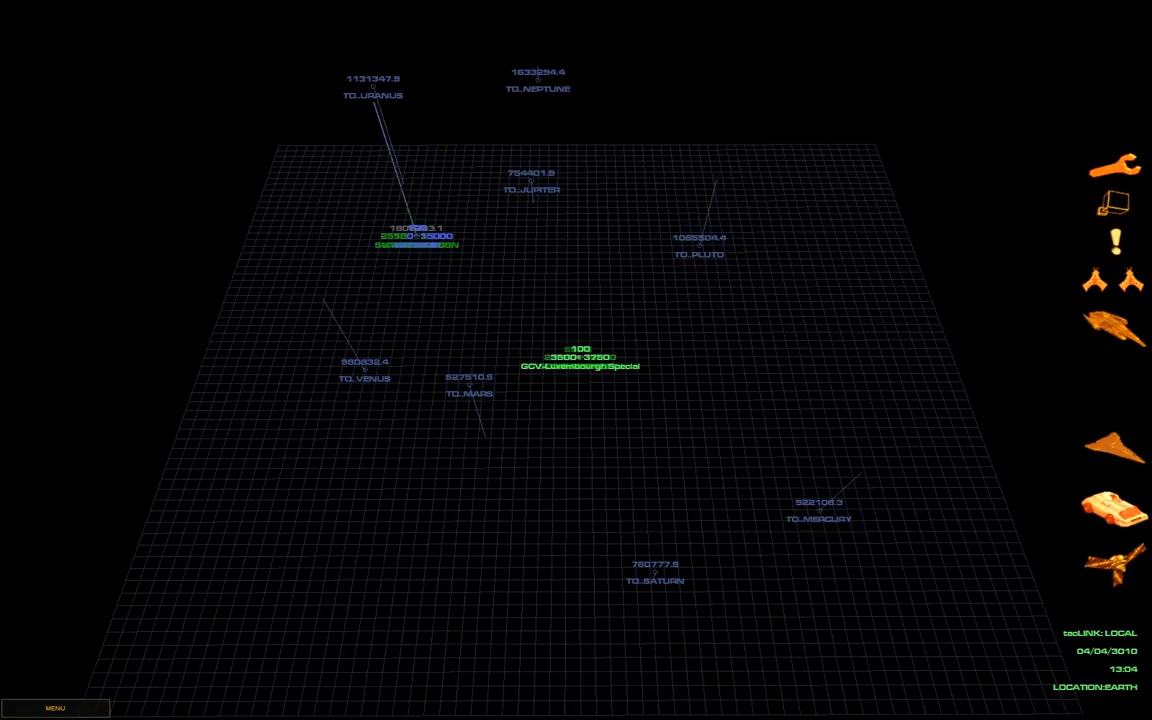 1633294.4
TO..NEPTUNE
1131347.9
TO..URANUS
754401.9
TO..JUPITER
1065504.4
TO..PLUTO
100
GCV-Luxembourgh Special
980832.4
TO..VENUS
527510.5
TO..MARS
522106.3
TO..MERCURY
760777.5
TO..SATURN
tacLINK: LOCAL
04/04/3010
13:04
LOCATION:EARTH
MENU